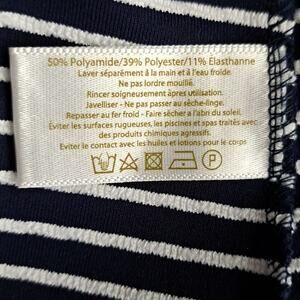 50% Polyamide/39% Polyester/11% Elasthanne
Laver séparément à la main et à l'eau froide.
Ne pas lordre mouillé.
Rincer soigneusement àpres utilisation.
Javelliser - Ne pas passer au sèche-linge.
Repasser au fer froid - Faire sécher a l'abri du soleil.
Eviter les surfaces rugueuses, les piscines et spas traités avec
des produits chimiques agressifs.
Eviter le contact avec les huiles et lotions pour le corps
P